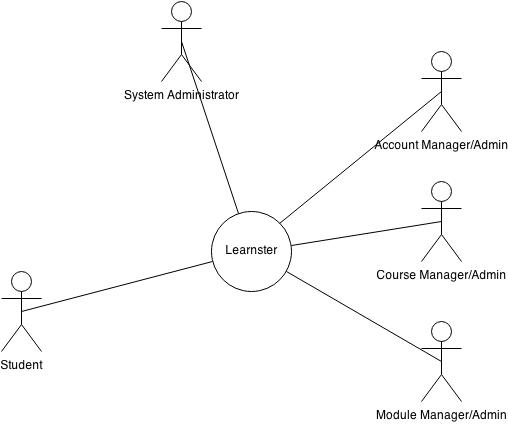 System Administrator
Account Manager/Admin
Learnster
Course Manager/Admin
Student
Module Manager/Admin